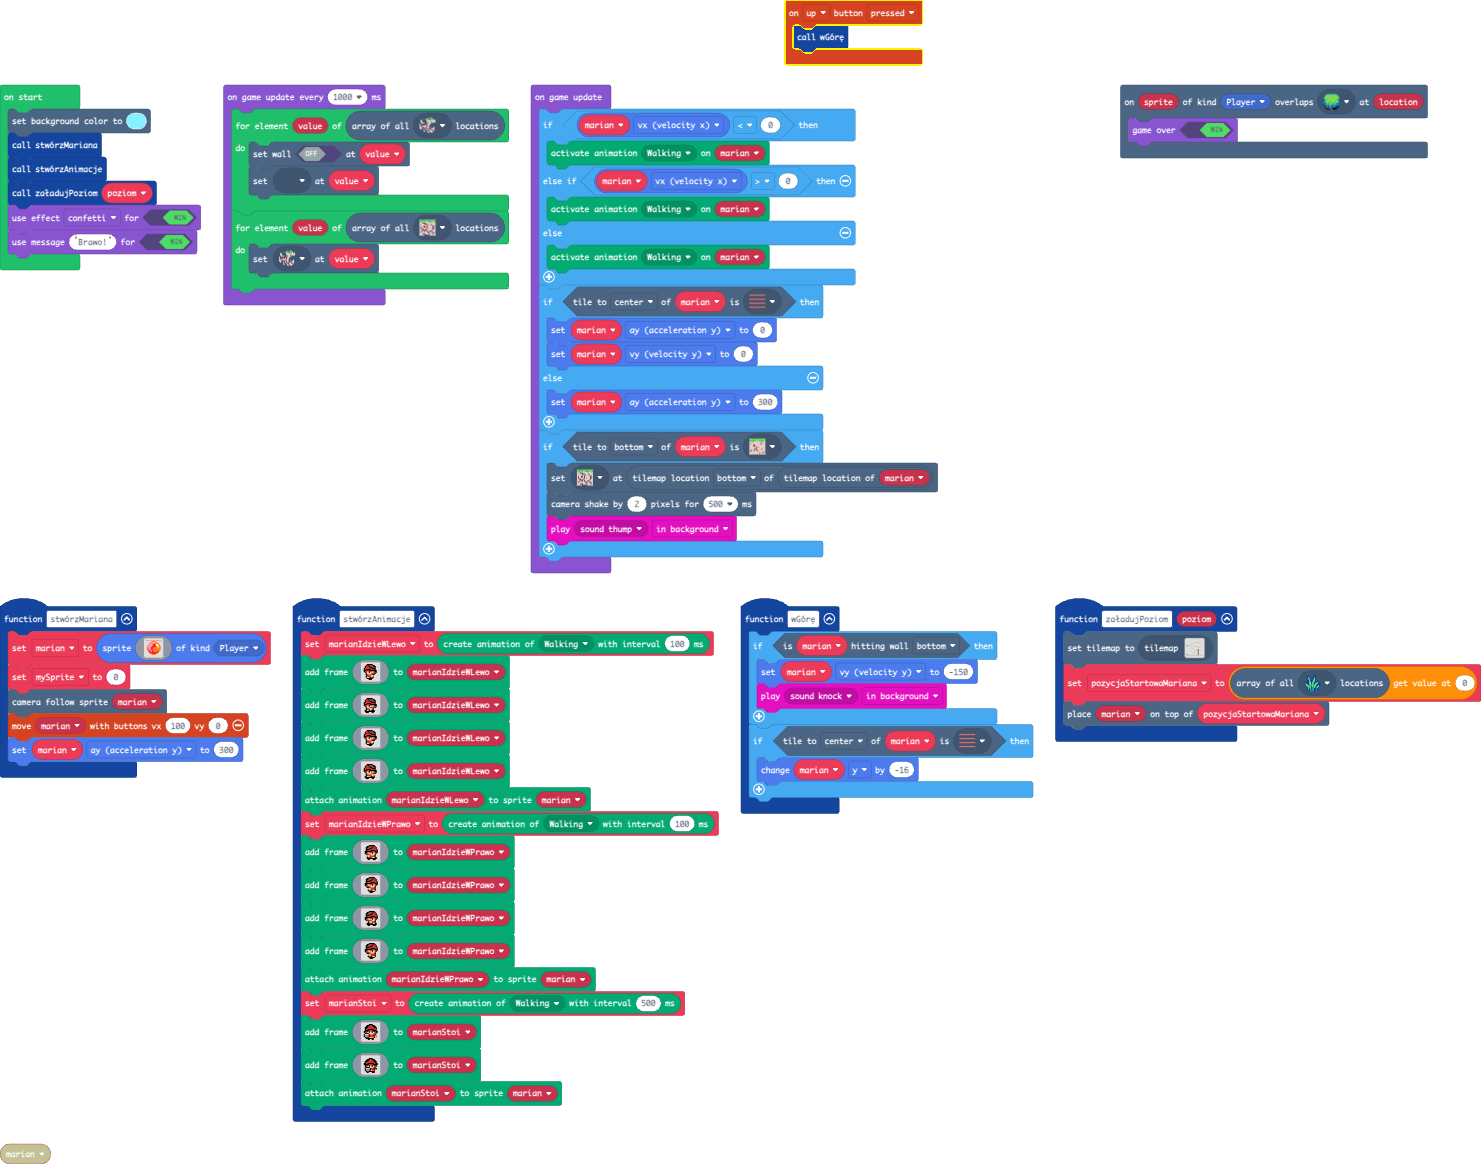 on up button pressed
call wGórę
on start
set background color to
call stwórzMariana
call stwórzAnimacje
call załadujPoziom poziom
use effect confetti for WIN
use message "Brawo!" for WIN
on game update every 1000 ms
for element value of array of all locations
do set wall OFF at value
set at value
for element value of array of all locations
do set at value
on game update
if marian vx (velocity x) < 0 then
activate animation Walking on marian
else if marian vx (velocity x) > 0 then
activate animation Walking on marian
else
activate animation Walking on marian
if tile to center of marian is then
set marian ay (acceleration y) to 0
set marian vy (velocity y) to 0
else
set marian ay (acceleration y) to 300
if tile to bottom of marian is then
set at tilemap location bottom of tilemap location of marian
camera shake by 2 pixels for 500 ms
play sound thump in background
on sprite of kind Player overlaps at location
game over WIN
function stwórzMariana
set marian to sprite of kind Player
set mySprite to 0
camera follow sprite marian
move marian with buttons vx 100 vy 0
set marian ay (acceleration y) to 300
function stwórzAnimacje
set marianIdzieWLewo to create animation of Walking with interval 100 ms
add frame to marianIdzieWLewo
add frame to marianIdzieWLewo
add frame to marianIdzieWLewo
add frame to marianIdzieWLewo
attach animation marianIdzieWLewo to sprite marian
set marianIdzieWPrawo to create animation of Walking with interval 100 ms
add frame to marianIdzieWPrawo
add frame to marianIdzieWPrawo
add frame to marianIdzieWPrawo
add frame to marianIdzieWPrawo
attach animation marianIdzieWPrawo to sprite marian
set marianStoi to create animation of Walking with interval 500 ms
add frame to marianStoi
add frame to marianStoi
attach animation marianStoi to sprite marian
function wGórę
if is marian hitting wall bottom then
set marian vy (velocity y) to -150
play sound knock in background
if tile to center of marian is then
change marian y by -16
function załadujPoziom poziom
set tilemap to tilemap
set pozycjaStartowaMariana to array of all locations get value at 0
place marian on top of pozycjaStartowaMariana
marian